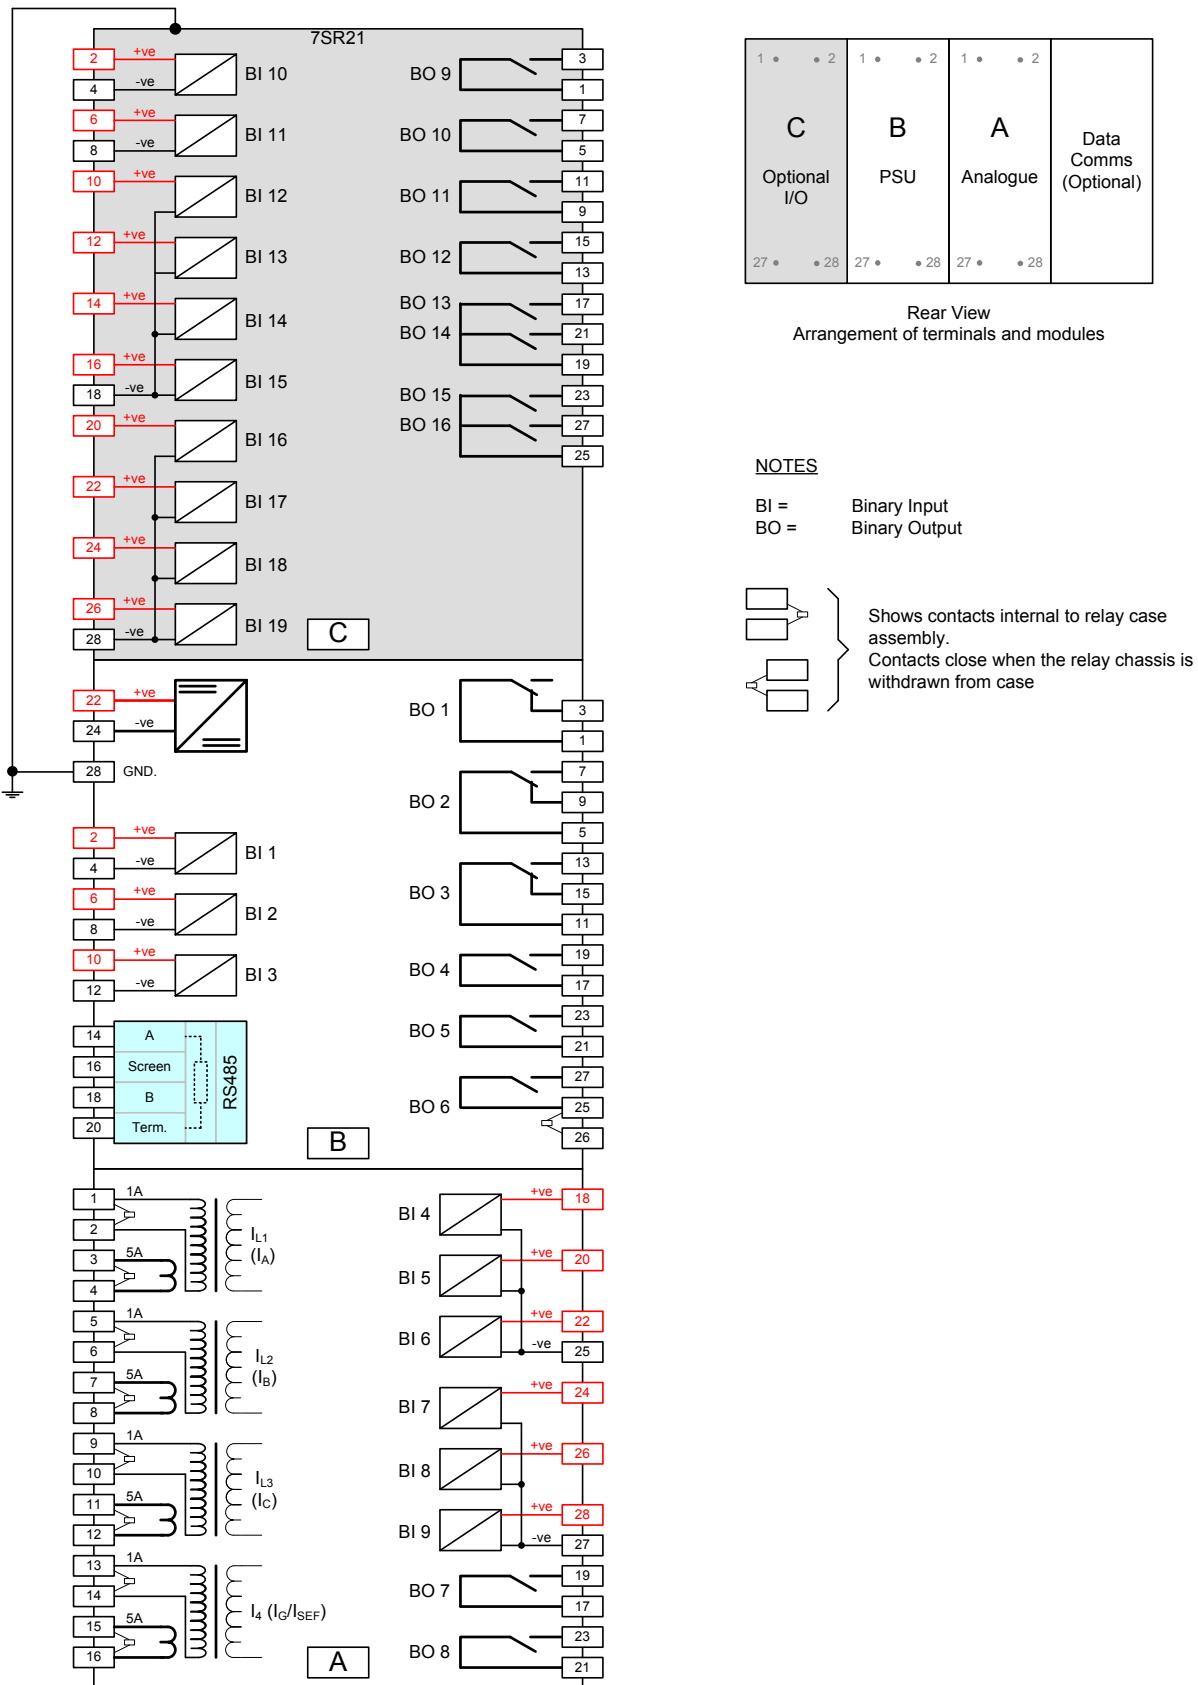 7SR21
2 +ve BI 10 BO 9 3
4 -ve 1
6 +ve BI 11 BO 10 7
8 -ve 5
10 +ve BI 12 BO 11 11
9
12 +ve BI 13 BO 12 15
13
14 +ve BI 14 BO 13 17
BO 14 21
16 +ve BI 15 19
18 -ve BO 15 23
20 +ve BI 16 BO 16 27
25
22 +ve BI 17
24 +ve BI 18
26 +ve BI 19
28 -ve C
22 +ve BO 1 3
24 -ve 1
28 GND. 7
BO 2 9
5
2 +ve BI 1
4 -ve 13
6 +ve BI 2 BO 3 15
8 -ve 11
10 +ve BI 3 BO 4 19
12 -ve 17
14 A BO 5 23
16 Screen 21
18 B RS485 27
20 Term. BO 6 25
B 26
1 1A +ve 18
2 IL1 BI 4
3 5A (IA) +ve 20
4 BI 5
5 1A +ve 22
6 IL2 BI 6 -ve 25
7 5A (IB) +ve 24
8 BI 7
9 1A +ve 26
10 IL3 BI 8
11 5A (IC) +ve 28
12 BI 9 -ve 27
13 1A BO 7 19
14 I4 (IG/ISEF) 17
15 5A BO 8 23
16 A 21
1 2 1 2 1 2
C B A Data
Comms
(Optional)
Optional PSU Analogue
I/O
27 28 27 28 27 28
Rear View
Arrangement of terminals and modules
NOTES
BI = Binary Input
BO = Binary Output
Shows contacts internal to relay case
assembly.
Contacts close when the relay chassis is
withdrawn from case